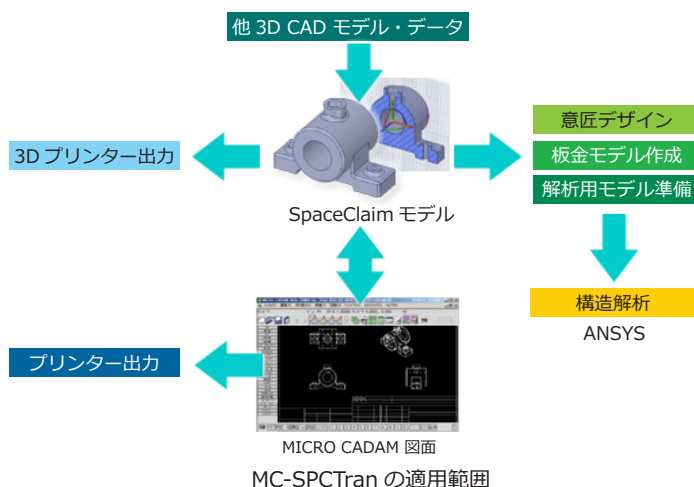 他 3D CAD モデル・データ
意匠デザイン
3D プリンター出力
板金モデル作成
解析用モデル準備
SpaceClaim モデル
構造解析
ANSYS
プリンター出力
MICRO CADAM 図面
MC-SPCTran の適用範囲